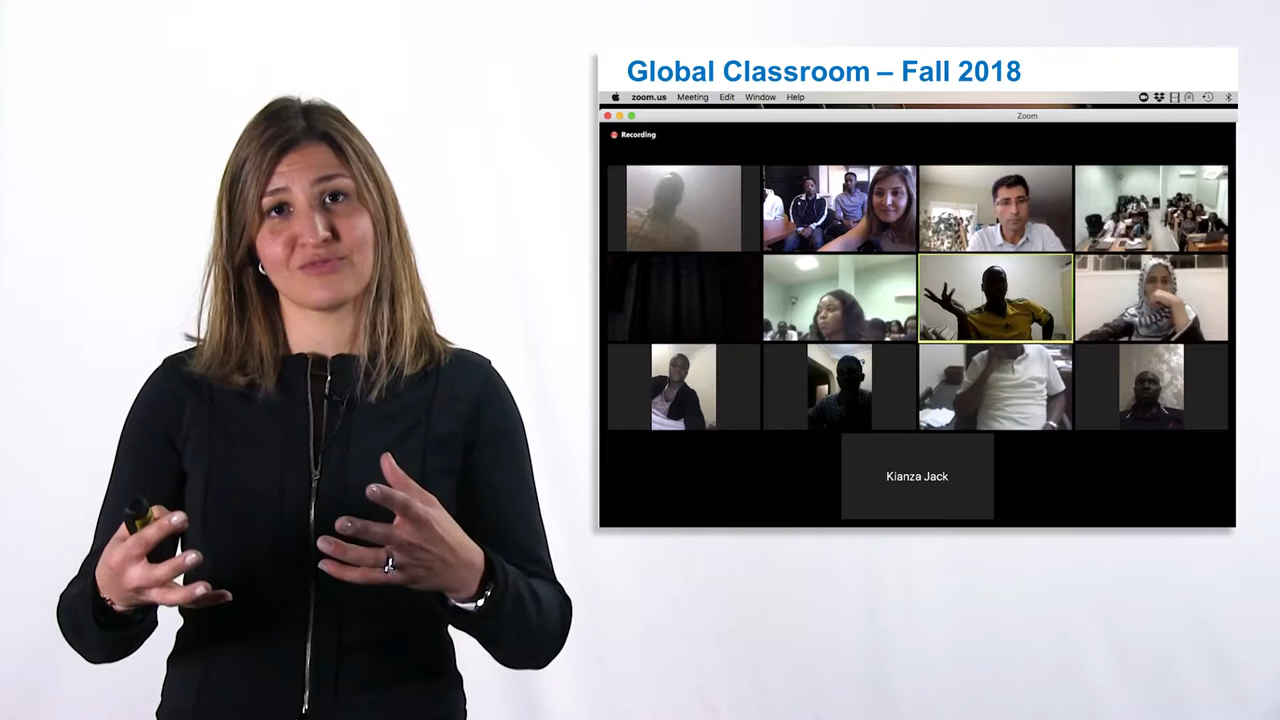 Global Classroom – Fall 2018
zoom.us Meeting Edit Window Help
Zoom
Recording
Kianza Jack